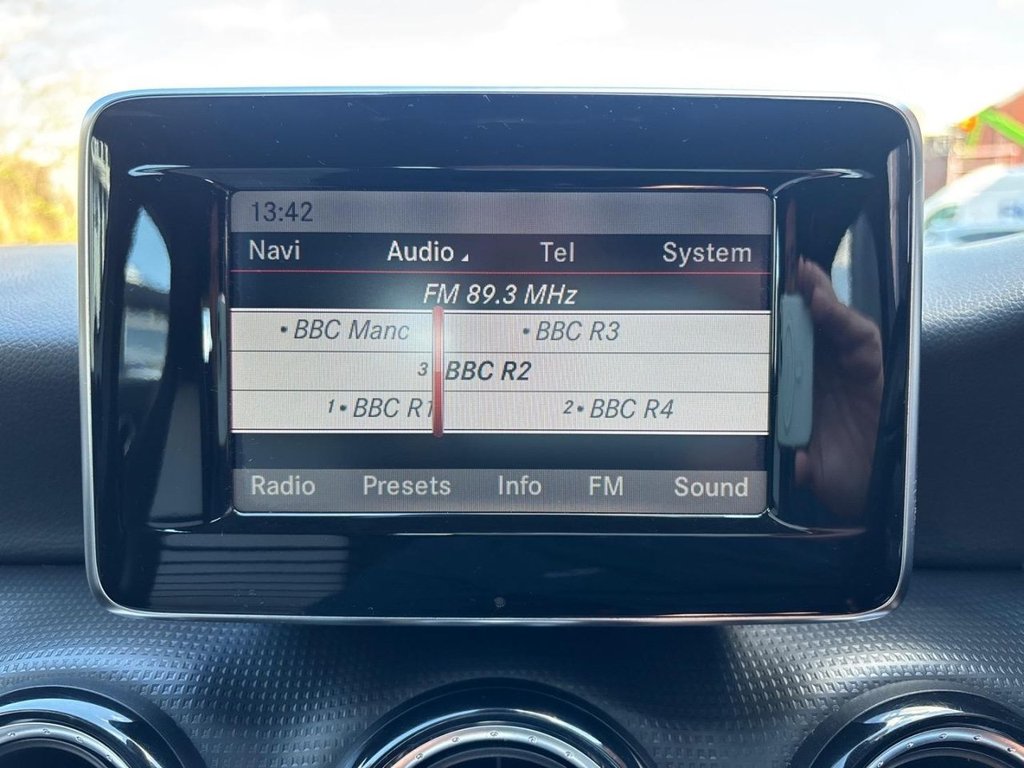 13:42
Navi Audio Tel System
FM 89.3 MHz
• BBC Manc • BBC R3
3 BBC R2
1• BBC R1 2• BBC R4
Radio Presets Info FM Sound